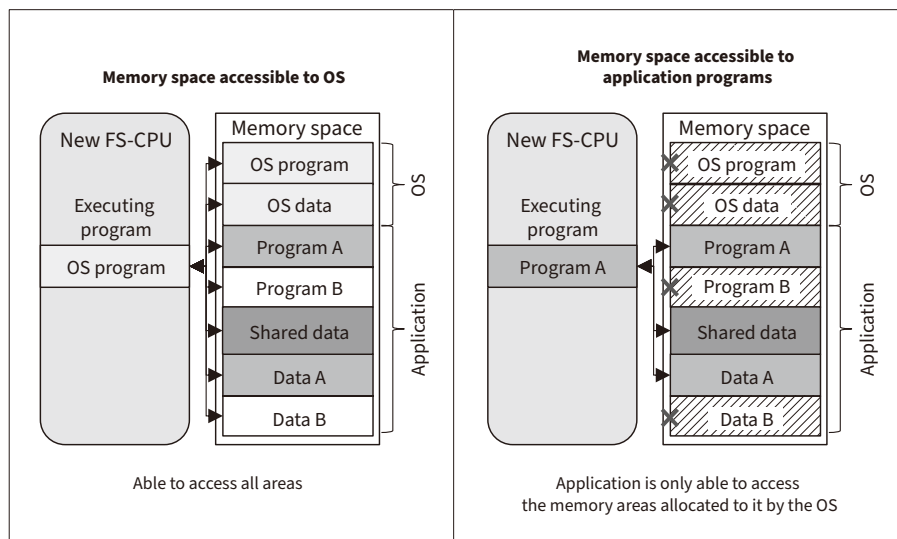 Memory space accessible to OS
New FS-CPU
Executing
program
OS program
Memory space
OS program
OS data
Program A
Program B
Shared data
Data A
Data B
OS
Application
Able to access all areas
Memory space accessible to
application programs
New FS-CPU
Executing
program
Program A
Memory space
OS program
OS data
Program A
Program B
Shared data
Data A
Data B
OS
Application
Application is only able to access
the memory areas allocated to it by the OS